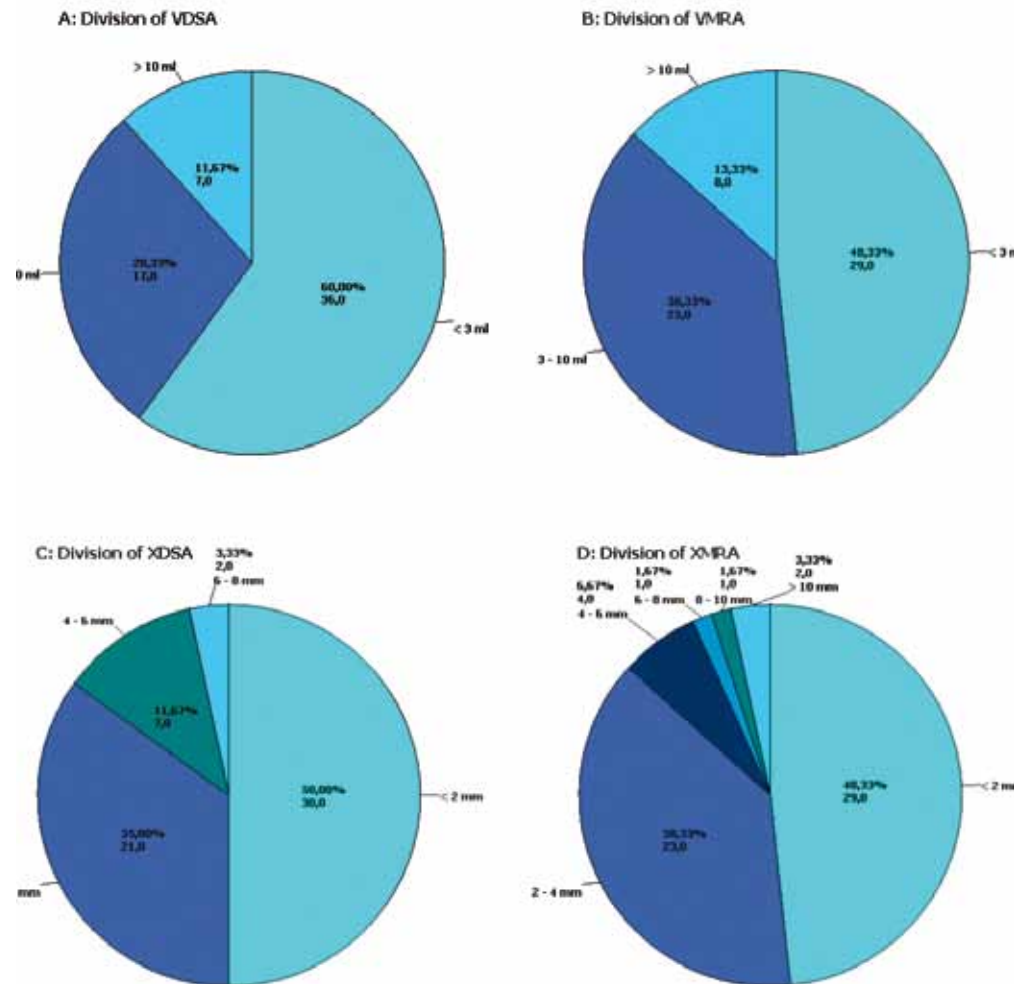 A: Division of VDSA
> 10 ml
11,67%
7,0
28,33%
17,0
0 ml
60,00%
36,0
< 3 ml
B: Division of VMRA
> 10 ml
13,33%
8,0
48,33%
29,0
< 3 m
38,33%
23,0
3 - 10 ml
C: Division of XDSA
3,33%
2,0
6 - 8 mm
4 - 6 mm
11,67%
7,0
50,00%
30,0
< 2 mm
35,00%
21,0
mm
D: Division of XMRA
6,67%
4,0
4 - 6 mm
1,67%
1,0
6 - 8 mm
1,67%
1,0
8 - 10 mm
3,33%
2,0
> 10 mm
48,33%
29,0
< 2 m
38,33%
23,0
2 - 4 mm